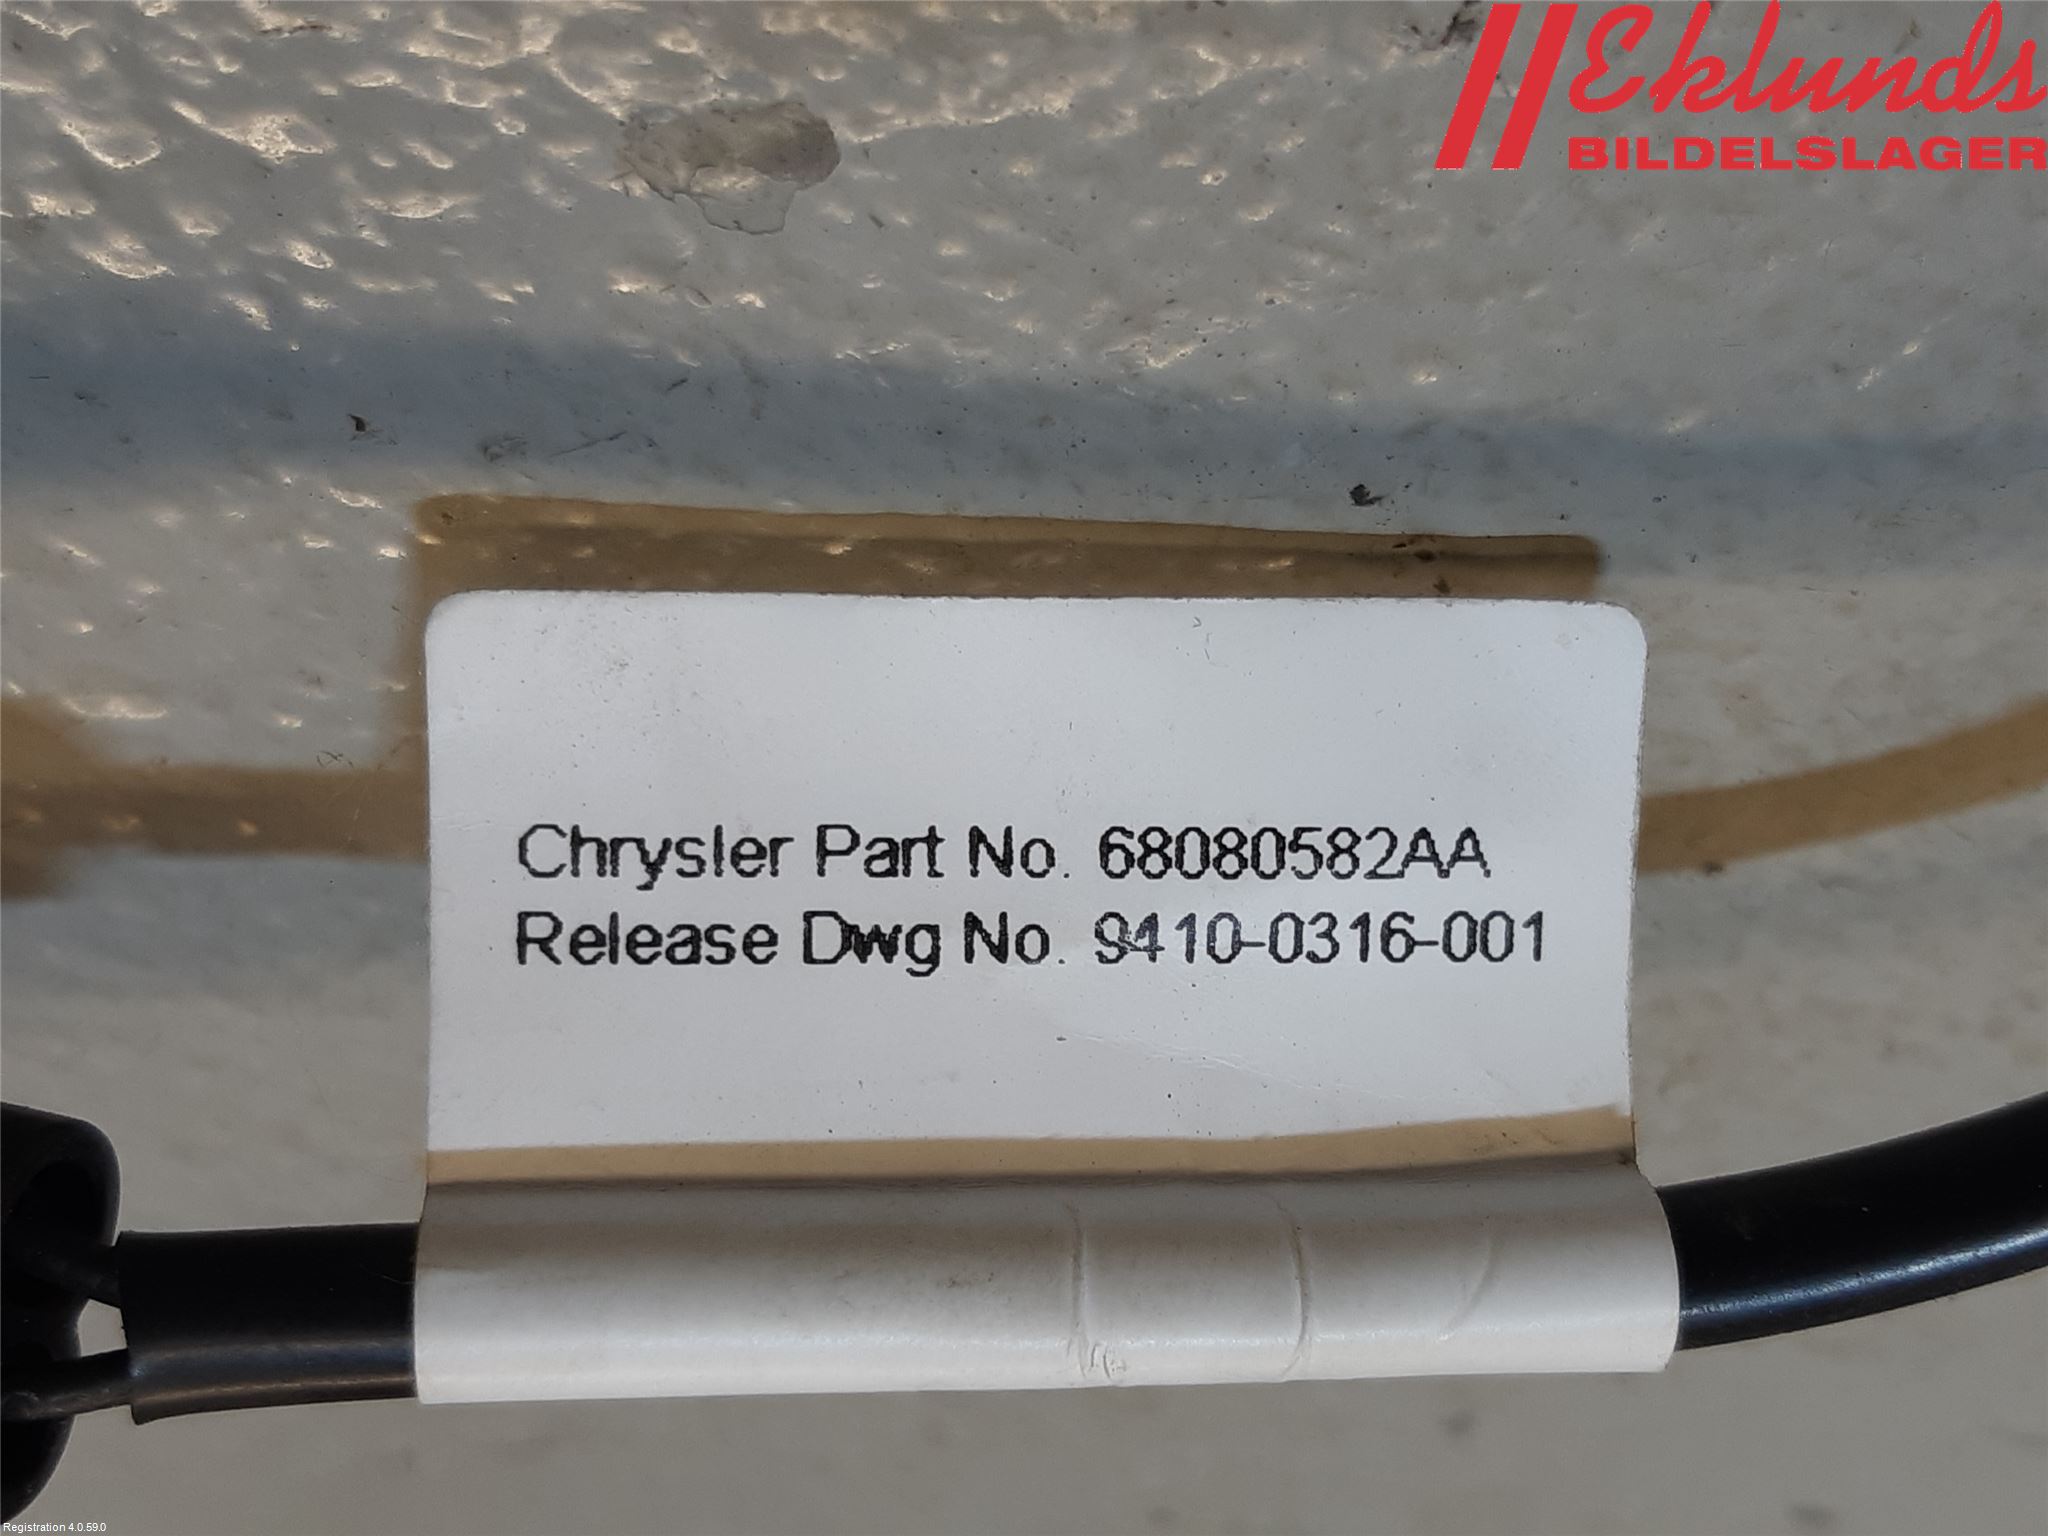 Eklunds
BILDELSLAGER
Chrysler Part No. 68080582AA
Release Dwg No. 9410-0316-001
Registration 4.0.59.0